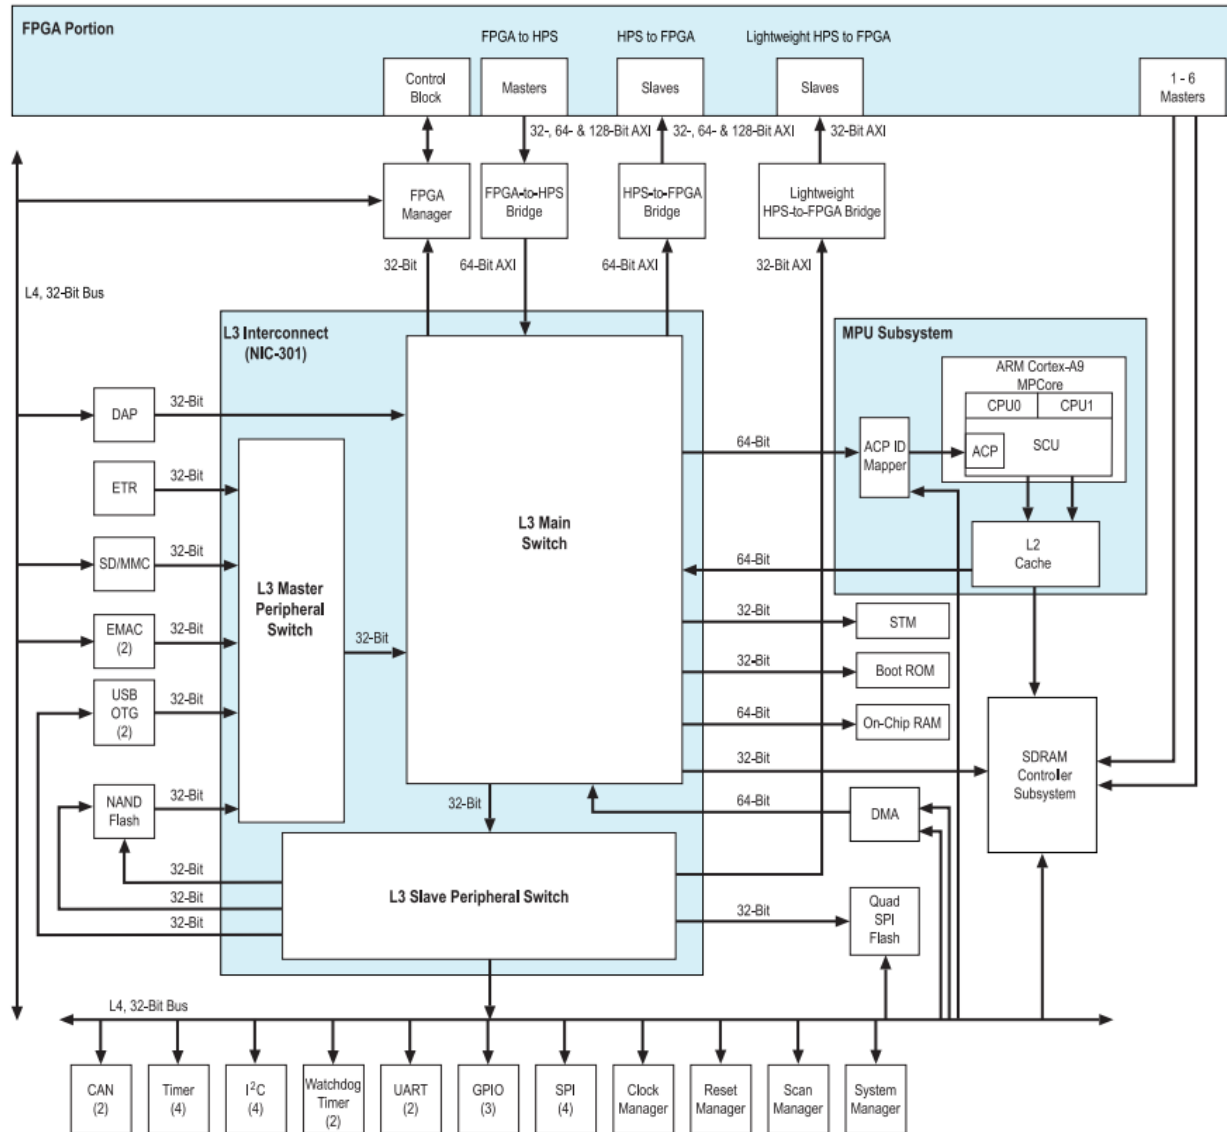 FPGA Portion
FPGA to HPS
HPS to FPGA
Lightweight HPS to FPGA
Control
Block
Masters
Slaves
Slaves
1 - 6
Masters
32-, 64- & 128-Bit AXI
32-, 64- & 128-Bit AXI
32-Bit AXI
FPGA
Manager
FPGA-to-HPS
Bridge
HPS-to-FPGA
Bridge
Lightweight
HPS-to-FPGA Bridge
32-Bit
64-Bit AXI
64-Bit AXI
32-Bit AXI
L4, 32-Bit Bus
L3 Interconnect
(NIC-301)
MPU Subsystem
ARM Cortex-A9
MPCore
CPU0
CPU1
SCU
ACP
ACP ID
Mapper
L2
Cache
DAP
32-Bit
ETR
32-Bit
SD/MMC
32-Bit
EMAC
(2)
32-Bit
USB
OTG
(2)
32-Bit
NAND
Flash
32-Bit
L3 Master
Peripheral
Switch
32-Bit
L3 Main
Switch
64-Bit
64-Bit
32-Bit
STM
32-Bit
Boot ROM
64-Bit
On-Chip RAM
32-Bit
SDRAM
Controller
Subsystem
64-Bit
DMA
32-Bit
L3 Slave Peripheral Switch
32-Bit
32-Bit
32-Bit
32-Bit
Quad
SPI
Flash
L4, 32-Bit Bus
CAN
(2)
Timer
(4)
I²C
(4)
Watchdog
Timer
(2)
UART
(2)
GPIO
(3)
SPI
(4)
Clock
Manager
Reset
Manager
Scan
Manager
System
Manager